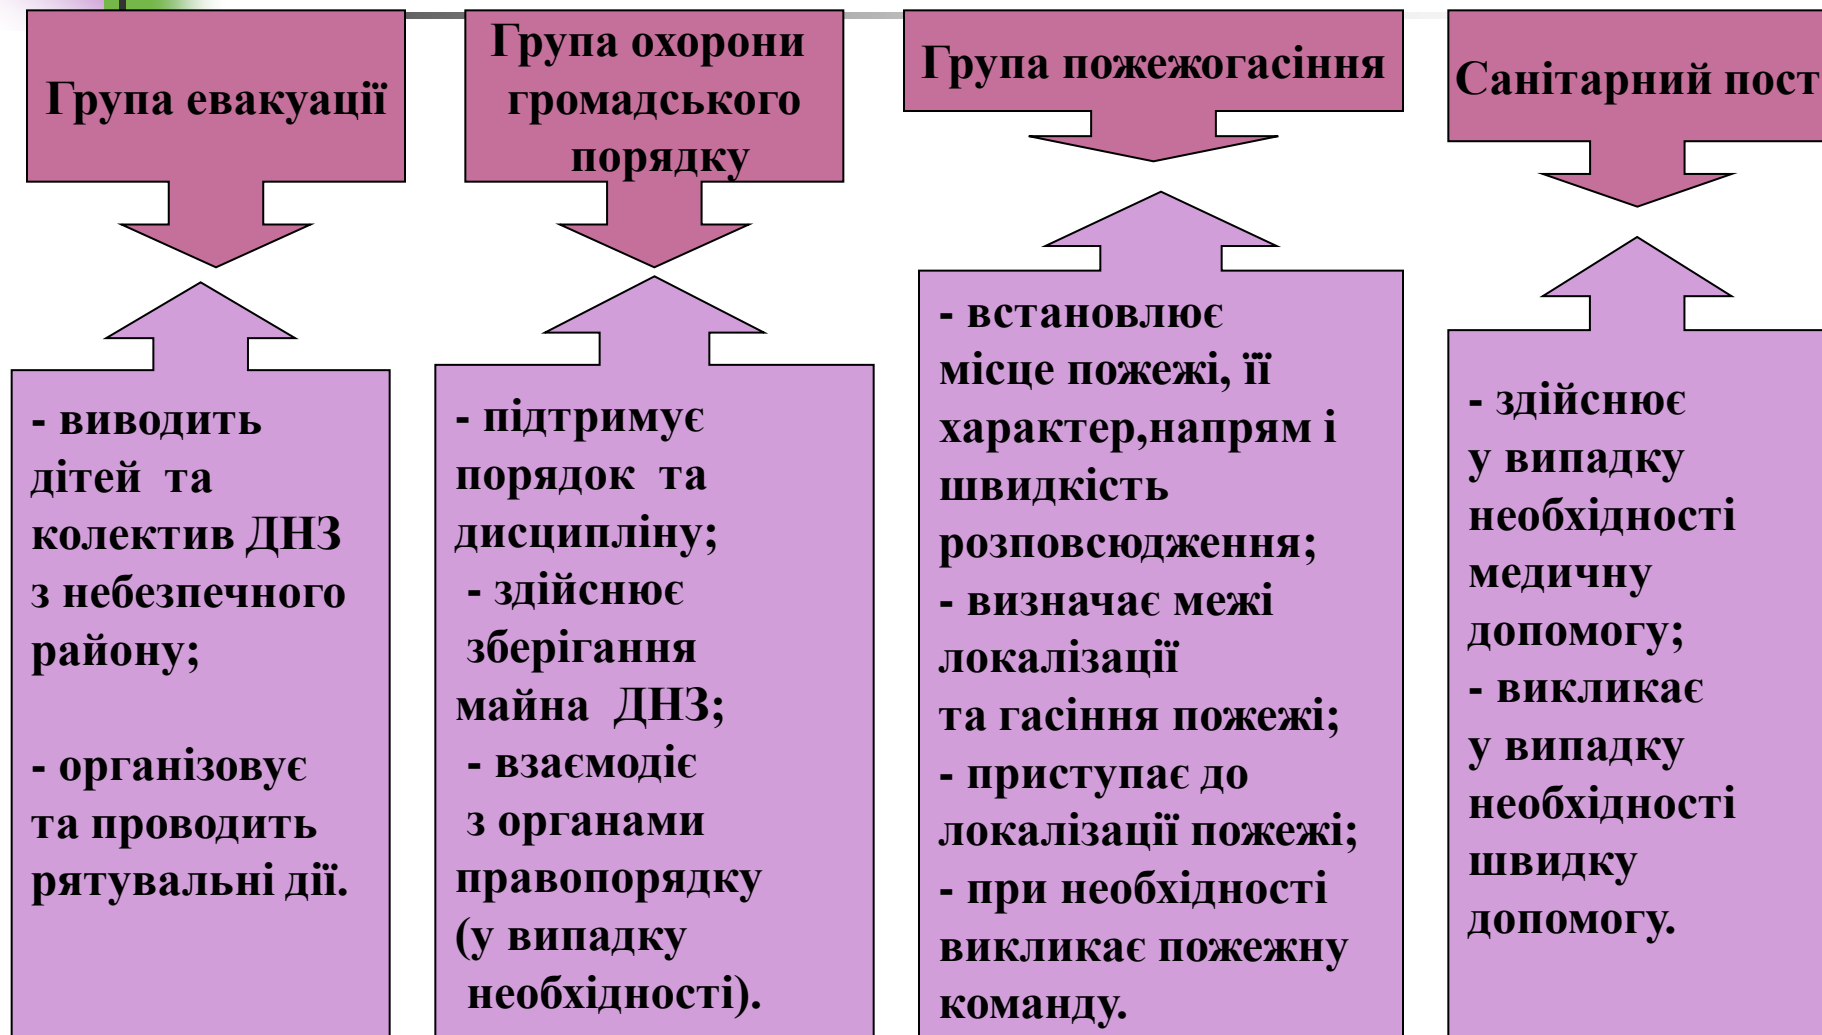 Група евакуації
- виводить
дітей та
колектив ДНЗ
з небезпечного
району;
- організовує
та проводить
рятувальні дії.
Група охорони
громадського
порядку
- підтримує
порядок та
дисципліну;
- здійснює
зберігання
майна ДНЗ;
- взаємодіє
з органами
правопорядку
(у випадку
необхідності).
Група пожежогасіння
- встановлює
місце пожежі, її
характер,напрям і
швидкість
розповсюдження;
- визначає межі
локалізації
та гасіння пожежі;
- приступає до
локалізації пожежі;
- при необхідності
викликає пожежну
команду.
Санітарний пост
- здійснює
у випадку
необхідності
медичну
допомогу;
- викликає
у випадку
необхідності
швидку
допомогу.